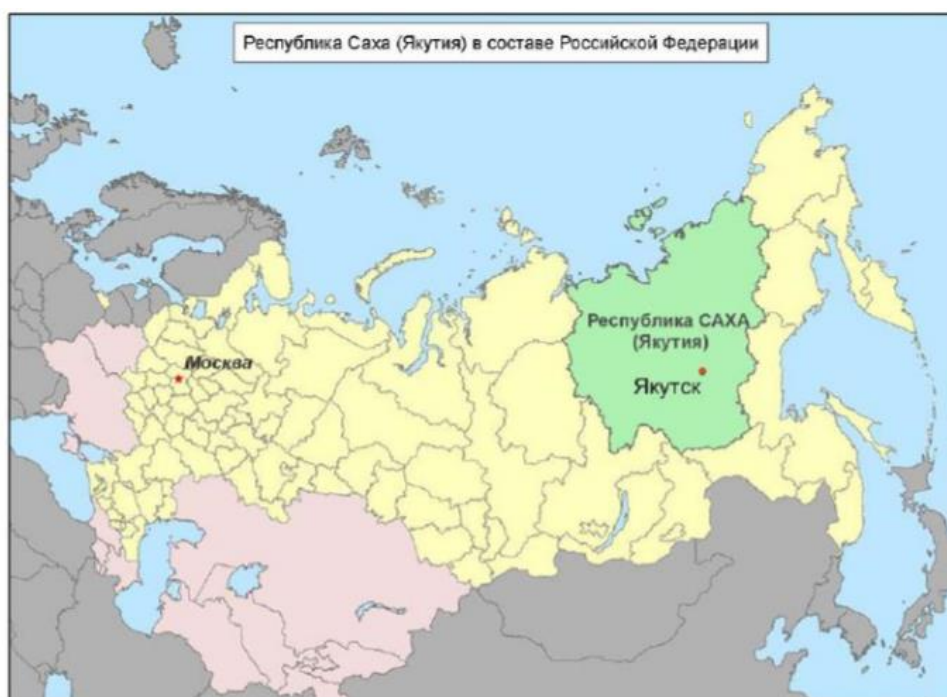 Республика Саха (Якутия) в составе Российской Федерации
Республика САХА
(Якутия)
Москва
Якутск